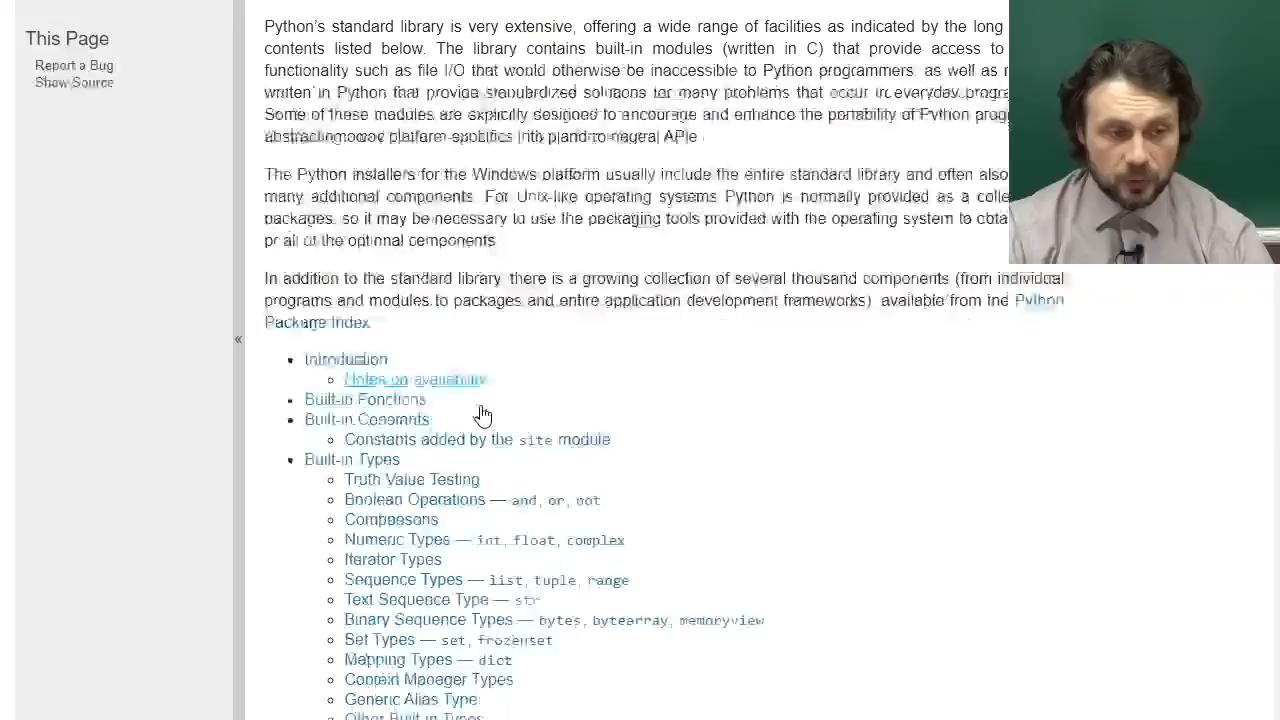 This Page
Report a Bug
Show Source
Python's standard library is very extensive, offering a wide range of facilities as indicated by the long
contents listed below. The library contains built-in modules (written in C) that provide access to
functionality such as file I/O that would otherwise be inaccessible to Python programmers, as well as
written in Python that provide standardized solutions for many problems that occur in everyday
Some of these modules are explicitly designed to encourage and enhance the portability of Python
platform-specifics into
The Python installers for the Windows platform usually include the entire standard library and often also
many additional components. For Unix-like operating systems Python is normally provided as a
packages, so it may be necessary to use the packaging tools provided with the operating system to
or all of the optional components
In addition to the standard library, there is a growing collection of several thousand components (from individual
programs and modules to packages and entire application development frameworks), available from the Python
Package Index
Introduction
Notes on availability
Built-in Functions
Built-in Constants
Constants added by the site module
Built-in Types
Truth Value Testing
Boolean Operations — and, or, not
Comparisons
Numeric Types — int, float, complex
Iterator Types
Sequence Types — list, tuple, range
Text Sequence Type — str
Binary Sequence Types — bytes, bytearray, memoryview
Set Types — set, frozenset
Mapping Types — dict
Context Manager Types
Generic Alias Type
Other Built-in Types